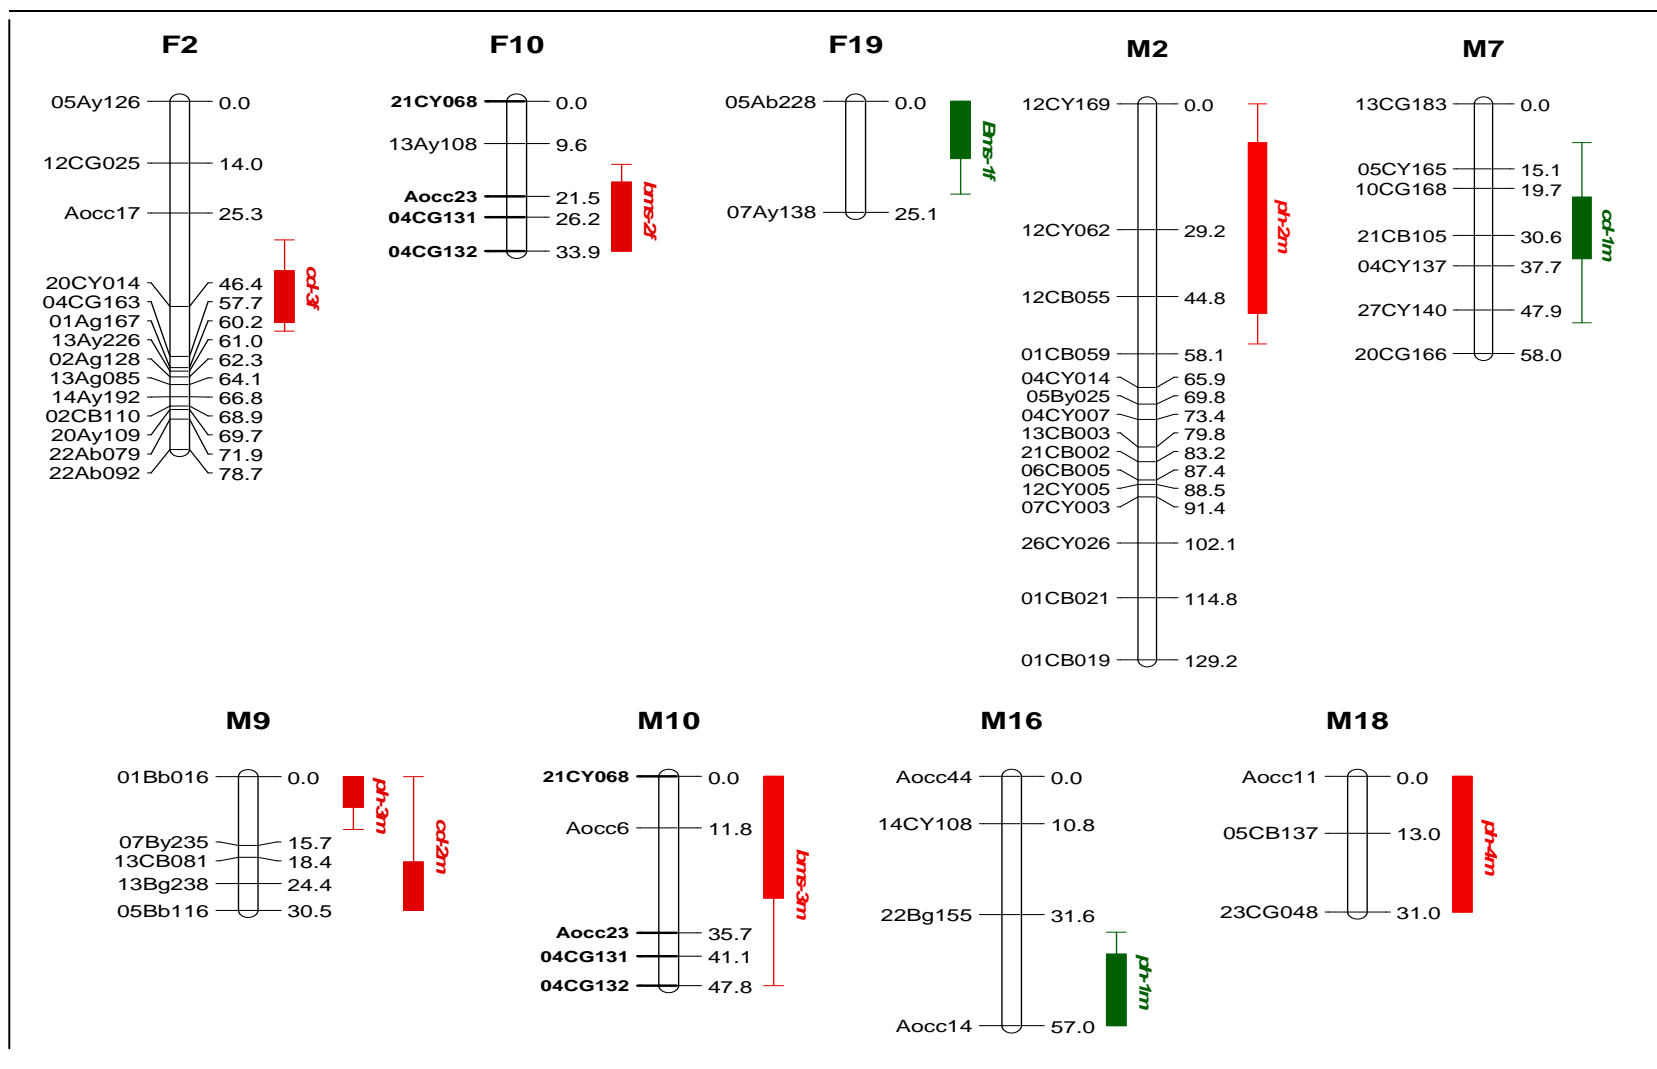 F2
05Ay126 0.0
12CG025 14.0
Aocc17 25.3
20CY014 46.4
04CG163 57.7
01Ag167 60.2
13Ay226 61.0
02Ag128 62.3
13Ag085 64.1
14Ay192 66.8
02CB110 68.9
20Ay109 69.7
22Ab079 71.9
22Ab092 78.7
cd-3f
F10
21CY068 0.0
13Ay108 9.6
Aocc23 21.5
04CG131 26.2
04CG132 33.9
bms-2f
F19
05Ab228 0.0
07Ay138 25.1
Bms-1f
M2
12CY169 0.0
12CY062 29.2
12CB055 44.8
01CB059 58.1
04CY014 65.9
05By025 69.8
04CY007 73.4
13CB003 79.8
21CB002 83.2
06CB005 87.4
12CY005 88.5
07CY003 91.4
26CY026 102.1
01CB021 114.8
01CB019 129.2
ph-2m
M7
13CG183 0.0
05CY165 15.1
10CG168 19.7
21CB105 30.6
04CY137 37.7
27CY140 47.9
20CG166 58.0
cd-1m
M9
01Bb016 0.0
07By235 15.7
13CB081 18.4
13Bg238 24.4
05Bb116 30.5
ph-3m
cd-2m
M10
21CY068 0.0
Aocc6 11.8
Aocc23 35.7
04CG131 41.1
04CG132 47.8
bms-3m
M16
Aocc44 0.0
14CY108 10.8
22Bg155 31.6
Aocc14 57.0
ph-1m
M18
Aocc11 0.0
05CB137 13.0
23CG048 31.0
ph-4m